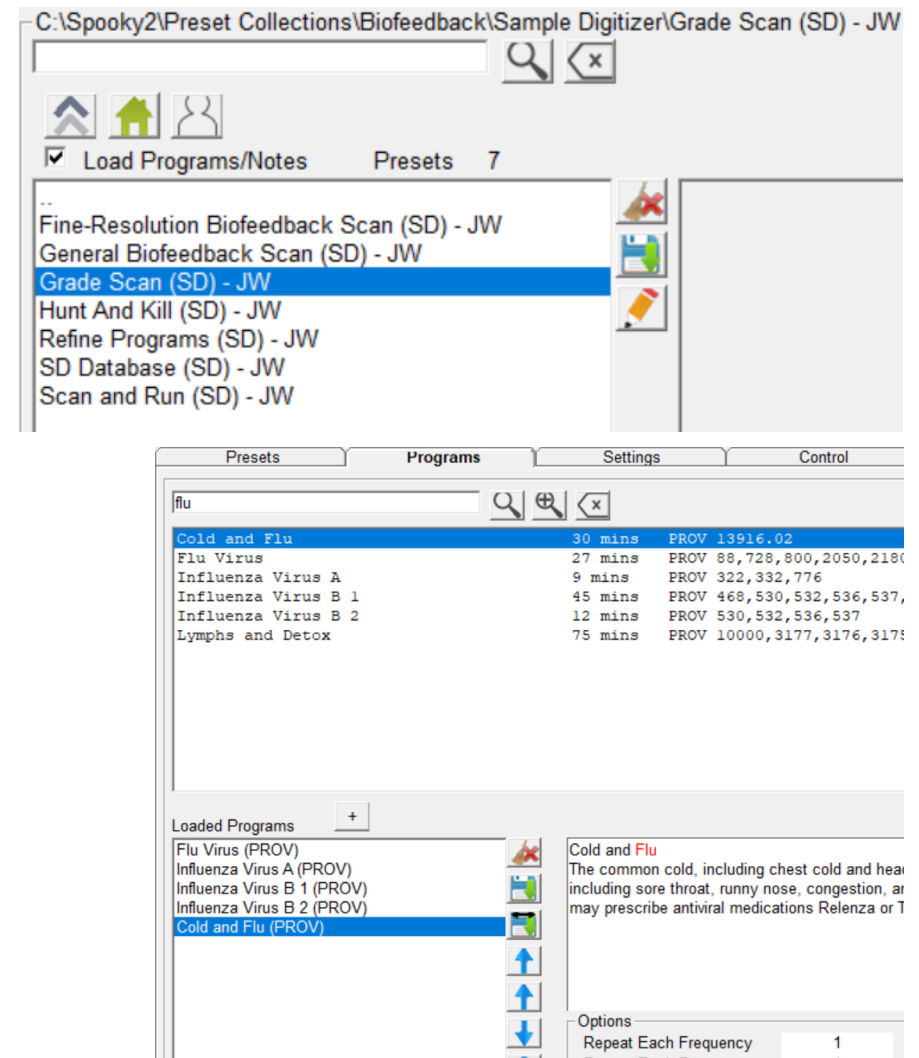 C:\Spooky2\Preset Collections\Biofeedback\Sample Digitizer\Grade Scan (SD) - JW
Load Programs/Notes Presets 7
..
Fine-Resolution Biofeedback Scan (SD) - JW
General Biofeedback Scan (SD) - JW
Grade Scan (SD) - JW
Hunt And Kill (SD) - JW
Refine Programs (SD) - JW
SD Database (SD) - JW
Scan and Run (SD) - JW
Presets Programs Settings Control
flu
Cold and Flu 30 mins PROV 13916.02
Flu Virus 27 mins PROV 88,728,800,2050,2180
Influenza Virus A 9 mins PROV 322,332,776
Influenza Virus B 1 45 mins PROV 468,530,532,536,537,
Influenza Virus B 2 12 mins PROV 530,532,536,537
Lymphs and Detox 75 mins PROV 10000,3177,3176,3175
Loaded Programs +
Flu Virus (PROV)
Influenza Virus A (PROV)
Influenza Virus B 1 (PROV)
Influenza Virus B 2 (PROV)
Cold and Flu (PROV)
Cold and Flu
The common cold, including chest cold and head
including sore throat, runny nose, congestion, an
may prescribe antiviral medications Relenza or T
Options
Repeat Each Frequency 1